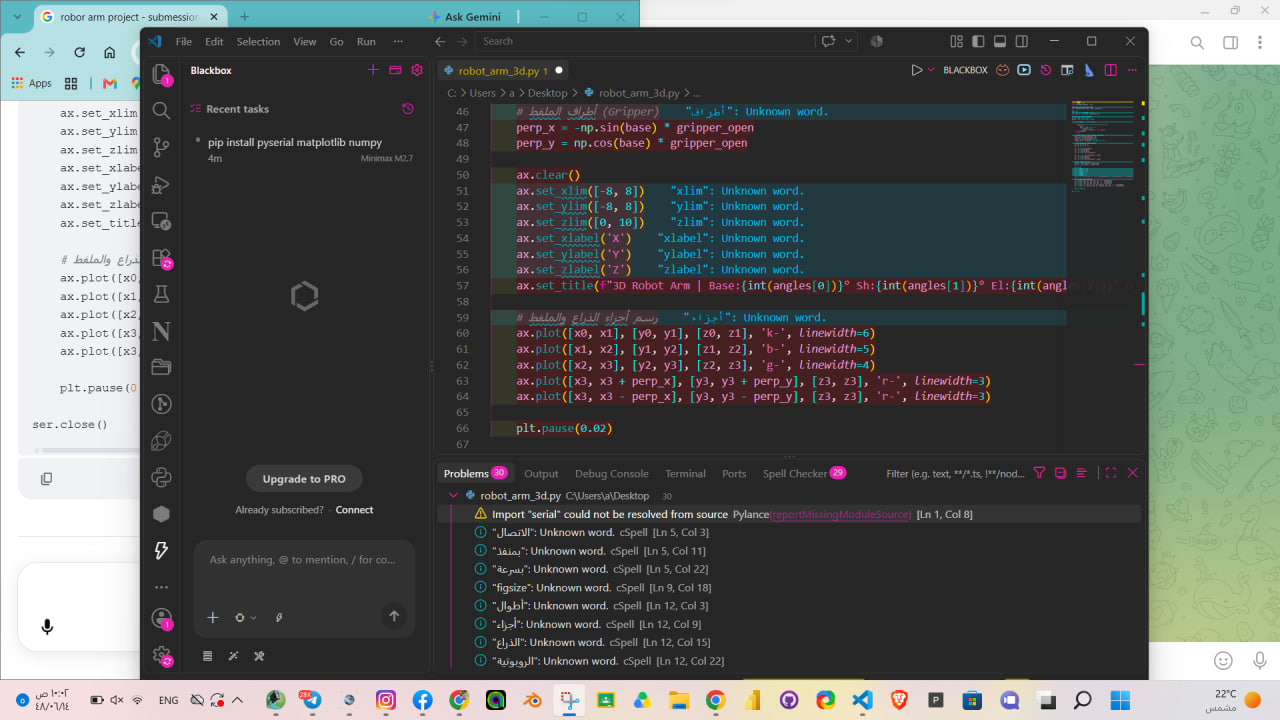 robor arm project - submission
Ask Gemini
Apps
ax.set_xlim
ax.set_ylim
ax.set_zlim
ax.set_xlabe
ax.set_ylabe
ax.set_zlabe
ax.set_title
ذراع والملقط #
ax.plot([x0,
ax.plot([x1,
ax.plot([x2,
ax.plot([x3,
ax.plot([x3,
plt.pause(0
ser.close()
File Edit Selection View Go Run ···
Search
Blackbox
Recent tasks
pip install pyserial matplotlib numpy
4m
Minimax M2.7
Upgrade to PRO
Already subscribed? · Connect
Ask anything, @ to mention, / for co...
robot_arm_3d.py 1
BLACKBOX
C: > Users > a > Desktop > robot_arm_3d.py > ...
46 # أطراف الملقط (Gripper) "أطراف": Unknown word.
47 perp_x = -np.sin(base) * gripper_open
48 perp_y = np.cos(base) * gripper_open
49
50 ax.clear()
51 ax.set_xlim([-8, 8]) "xlim": Unknown word.
52 ax.set_ylim([-8, 8]) "ylim": Unknown word.
53 ax.set_zlim([0, 10]) "zlim": Unknown word.
54 ax.set_xlabel('X') "xlabel": Unknown word.
55 ax.set_ylabel('Y') "ylabel": Unknown word.
56 ax.set_zlabel('Z') "zlabel": Unknown word.
57 ax.set_title(f"3D Robot Arm | Base:{int(angles[0])}° Sh:{int(angles[1])}° El:{int(angles[2])}° G
58
59 # رسم أجزاء الذراع والملقط "أجزاء": Unknown word.
60 ax.plot([x0, x1], [y0, y1], [z0, z1], 'k-', linewidth=6)
61 ax.plot([x1, x2], [y1, y2], [z1, z2], 'b-', linewidth=5)
62 ax.plot([x2, x3], [y2, y3], [z2, z3], 'g-', linewidth=4)
63 ax.plot([x3, x3 + perp_x], [y3, y3 + perp_y], [z3, z3], 'r-', linewidth=3)
64 ax.plot([x3, x3 - perp_x], [y3, y3 - perp_y], [z3, z3], 'r-', linewidth=3)
65
66 plt.pause(0.02)
67
Problems 30 Output Debug Console Terminal Ports Spell Checker 29
Filter (e.g. text, **/*.ts, !**/nod...
robot_arm_3d.py C:\Users\a\Desktop 30
Import "serial" could not be resolved from source Pylance(reportMissingModuleSource) [Ln 1, Col 8]
"الاتصال": Unknown word. cSpell [Ln 5, Col 3]
"بمنفذ": Unknown word. cSpell [Ln 5, Col 11]
"بسرعة": Unknown word. cSpell [Ln 5, Col 22]
"figsize": Unknown word. cSpell [Ln 9, Col 18]
"أطوال": Unknown word. cSpell [Ln 12, Col 3]
"أجزاء": Unknown word. cSpell [Ln 12, Col 9]
"الذراع": Unknown word. cSpell [Ln 12, Col 15]
"الروبوتية": Unknown word. cSpell [Ln 12, Col 22]
١٠:٠٢ ص
ENG
28K
22°C
مشمس